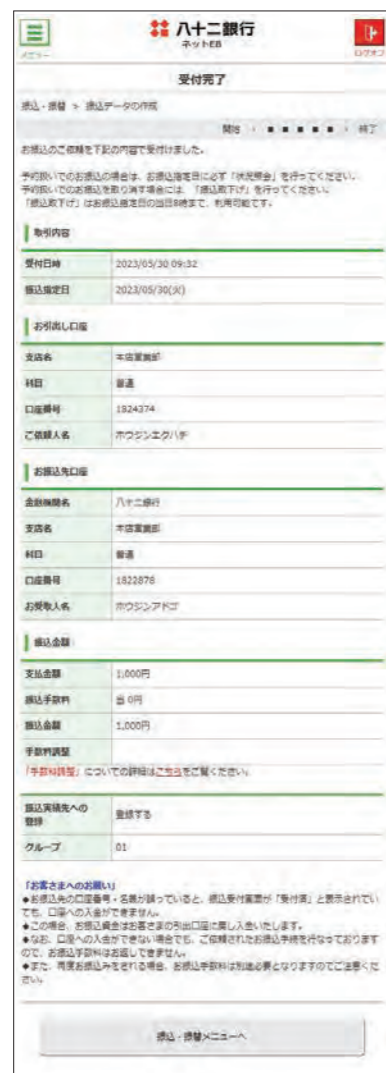 八十二銀行
ネットEB
メニュー
ログオフ
受付完了
振込・振替 > 振込データの作成
開始 › ■ ■ ■ ■ ■ › 終了
お振込のご依頼を下記の内容で受付けました。
予約扱いでのお振込の場合は、お振込指定日に必ず「状況照会」を行ってください。
予約扱いでのお振込を取り消す場合には、「振込取下げ」を行ってください。
「振込取下げ」はお振込指定日の当日8時まで、利用可能です。
取引内容
受付日時 2023/05/30 09:32
振込指定日 2023/05/30(火)
お引出し口座
支店名 本店営業部
科目 普通
口座番号 1824374
ご依頼人名 ホウジンエクハチ
お振込先口座
金融機関名 八十二銀行
支店名 本店営業部
科目 普通
口座番号 1822878
お受取人名 ホウジンアドゴ
振込金額
支払金額 1,000円
振込手数料 当 0円
振込金額 1,000円
手数料調整
「手数料調整」についての詳細はこちらをご覧ください。
振込実績先への
登録 登録する
グループ 01
「お客さまへのお願い」
◆お振込先の口座番号・名義が誤っていると、振込受付画面が「受付済」と表示されてい
ても、口座への入金ができません。
◆この場合、お振込資金はお客さまの引出口座に戻し入金いたします。
◆なお、口座への入金ができない場合でも、ご依頼されたお振込手続を行なっております
ので、お振込手数料はお返しできません。
◆また、再度お振込みをされる場合、お振込手数料は別途必要となりますのでご注意くだ
さい。
振込・振替メニューへ